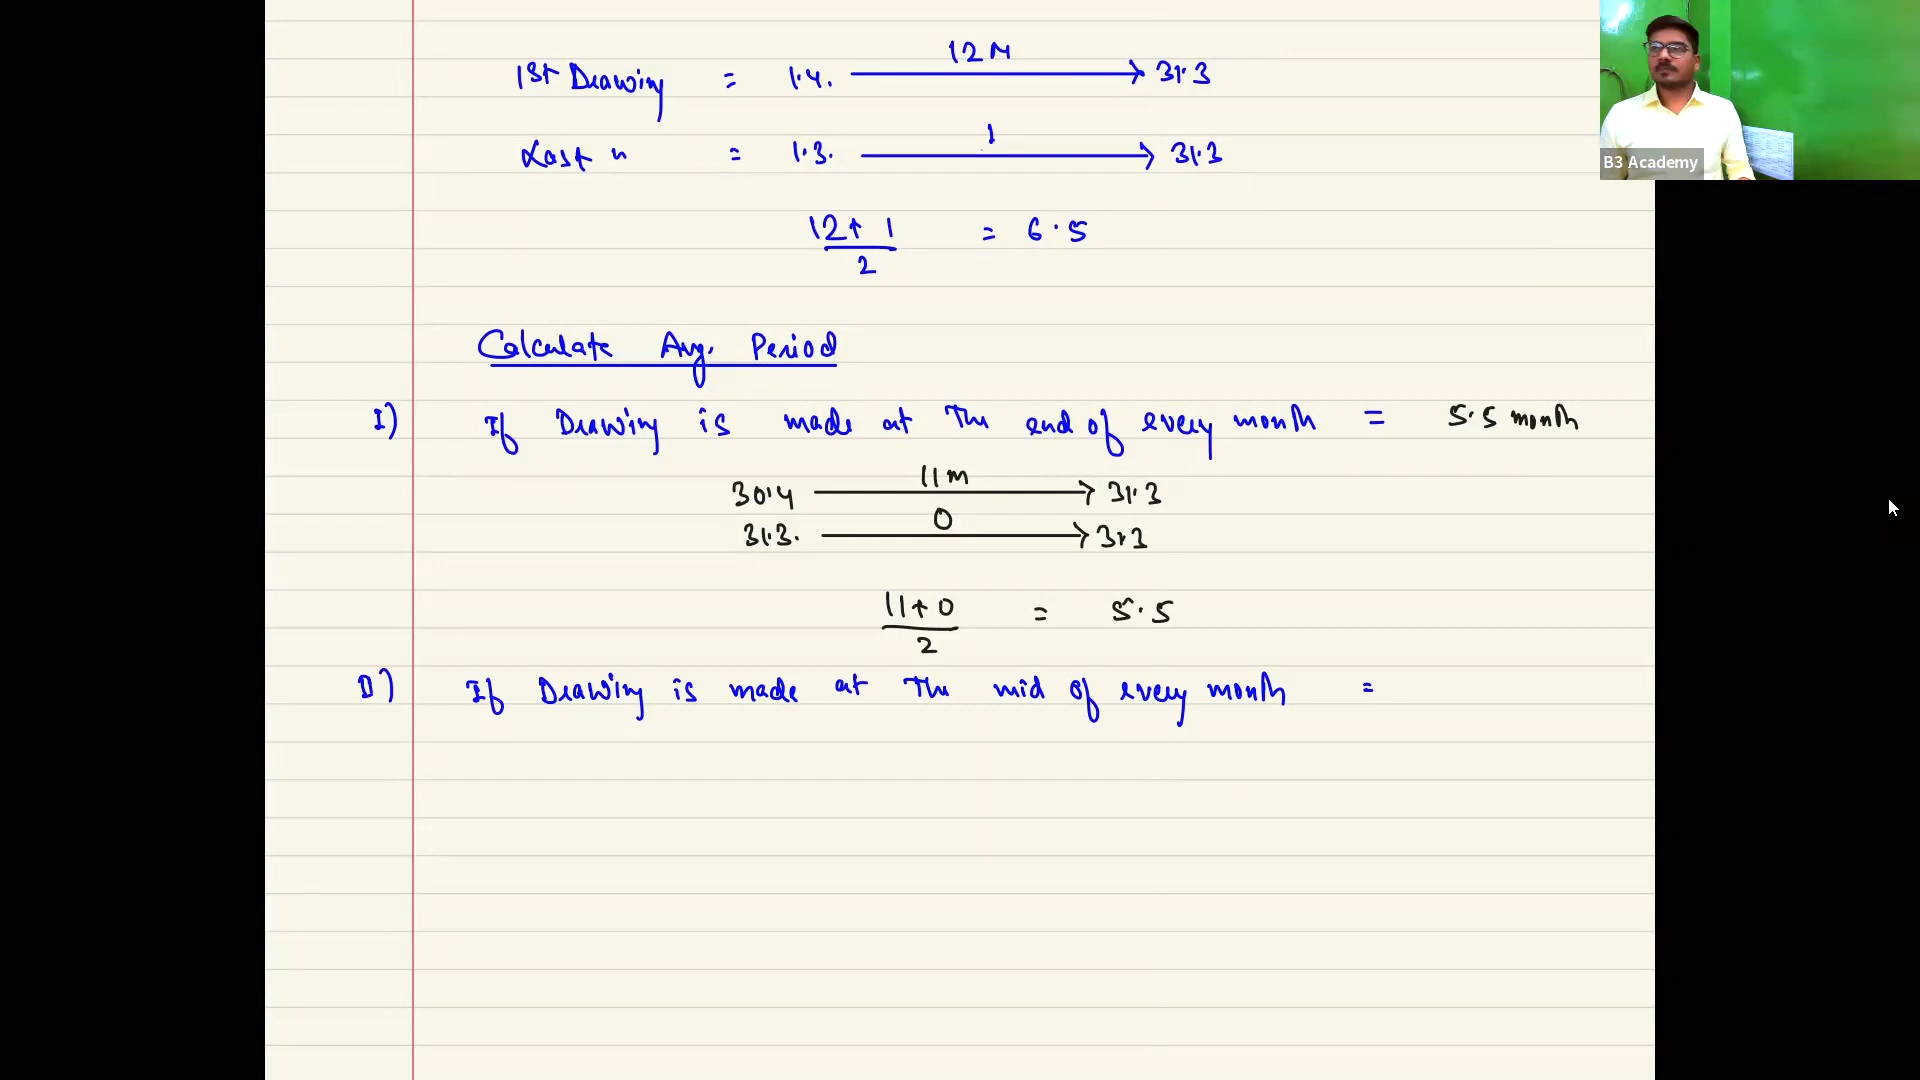 12 M
1st Drawing = 1.4. → 31.3
B3 Academy
1
Last " = 1.3. → 31.3
12 + 1 = 6.5
2
Calculate Avg. Period
I) If Drawing is made at The end of every month = 5.5 month
11 m
30.4 → 31.3
0
31.3. → 31.3
11 + 0 = 5.5
2
II) If Drawing is made at The mid of every month =